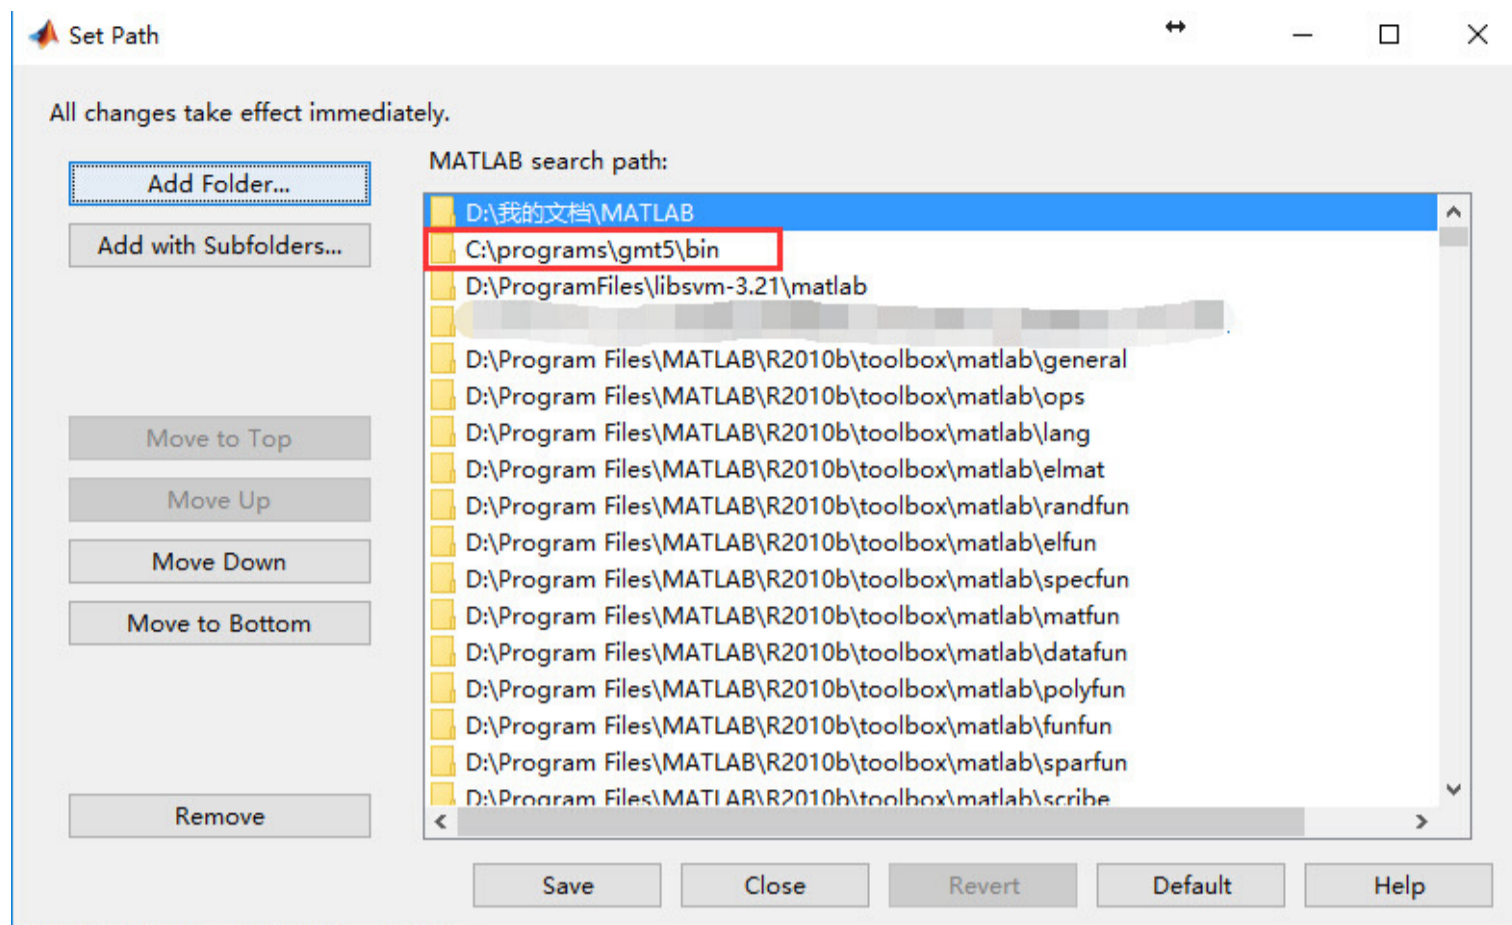 Set Path
All changes take effect immediately.
MATLAB search path:
Add Folder...
Add with Subfolders...
Move to Top
Move Up
Move Down
Move to Bottom
Remove
D:\我的文档\MATLAB
C:\programs\gmt5\bin
D:\ProgramFiles\libsvm-3.21\matlab
D:\Program Files\MATLAB\R2010b\toolbox\matlab\general
D:\Program Files\MATLAB\R2010b\toolbox\matlab\ops
D:\Program Files\MATLAB\R2010b\toolbox\matlab\lang
D:\Program Files\MATLAB\R2010b\toolbox\matlab\elmat
D:\Program Files\MATLAB\R2010b\toolbox\matlab\randfun
D:\Program Files\MATLAB\R2010b\toolbox\matlab\elfun
D:\Program Files\MATLAB\R2010b\toolbox\matlab\specfun
D:\Program Files\MATLAB\R2010b\toolbox\matlab\matfun
D:\Program Files\MATLAB\R2010b\toolbox\matlab\datafun
D:\Program Files\MATLAB\R2010b\toolbox\matlab\polyfun
D:\Program Files\MATLAB\R2010b\toolbox\matlab\funfun
D:\Program Files\MATLAB\R2010b\toolbox\matlab\sparfun
D:\Program Files\MATLAB\R2010b\toolbox\matlab\scribe
Save
Close
Revert
Default
Help